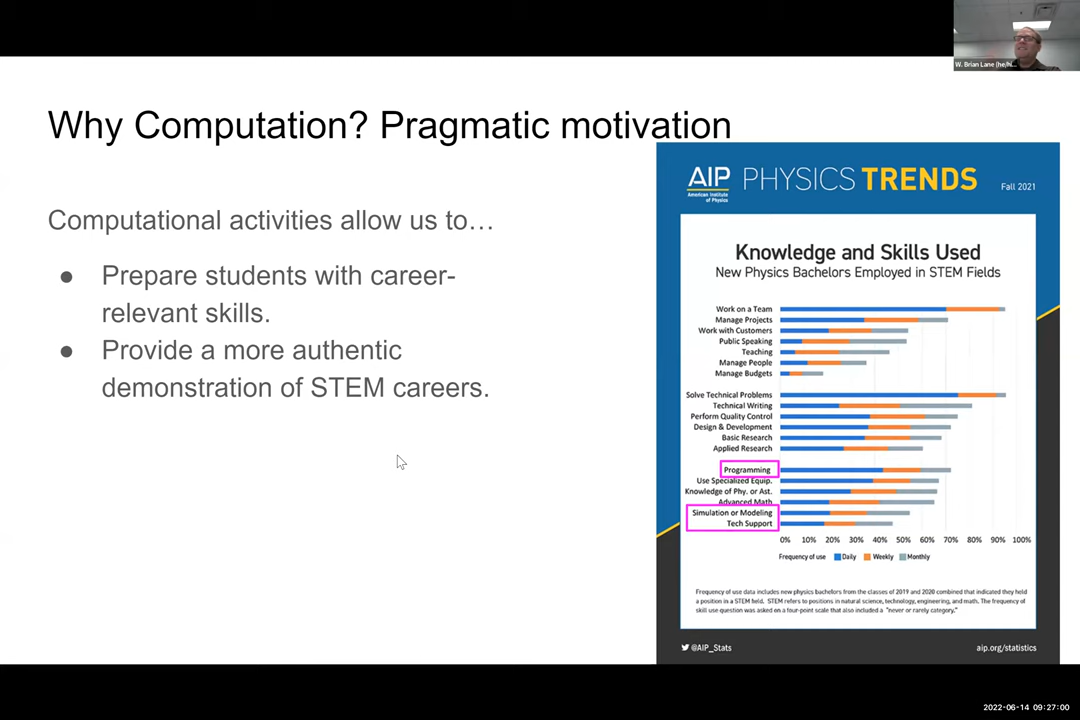 W. Brian Lane (he/h...
Why Computation? Pragmatic motivation
Computational activities allow us to…
● Prepare students with career-
relevant skills.
● Provide a more authentic
demonstration of STEM careers.
AIP PHYSICS TRENDS Fall 2021
American Institute
of Physics
Knowledge and Skills Used
New Physics Bachelors Employed in STEM Fields
Work on a Team
Manage Projects
Work with Customers
Public Speaking
Teaching
Manage People
Manage Budgets
Solve Technical Problems
Technical Writing
Perform Quality Control
Design & Development
Basic Research
Applied Research
Programming
Use Specialized Equip.
Knowledge of Phy. or Ast.
Advanced Math
Simulation or Modeling
Tech Support
0% 10% 20% 30% 40% 50% 60% 70% 80% 90% 100%
Frequency of use Daily Weekly Monthly
Frequency of use data includes new physics bachelors from the classes of 2019 and 2020 combined that indicated they held
a position in a STEM field. STEM refers to positions in natural science, technology, engineering, and math. The frequency of
skill use question was asked on a four-point scale that also included a "never or rarely category."
@AIP_Stats
aip.org/statistics
2022-06-14 09:27:00